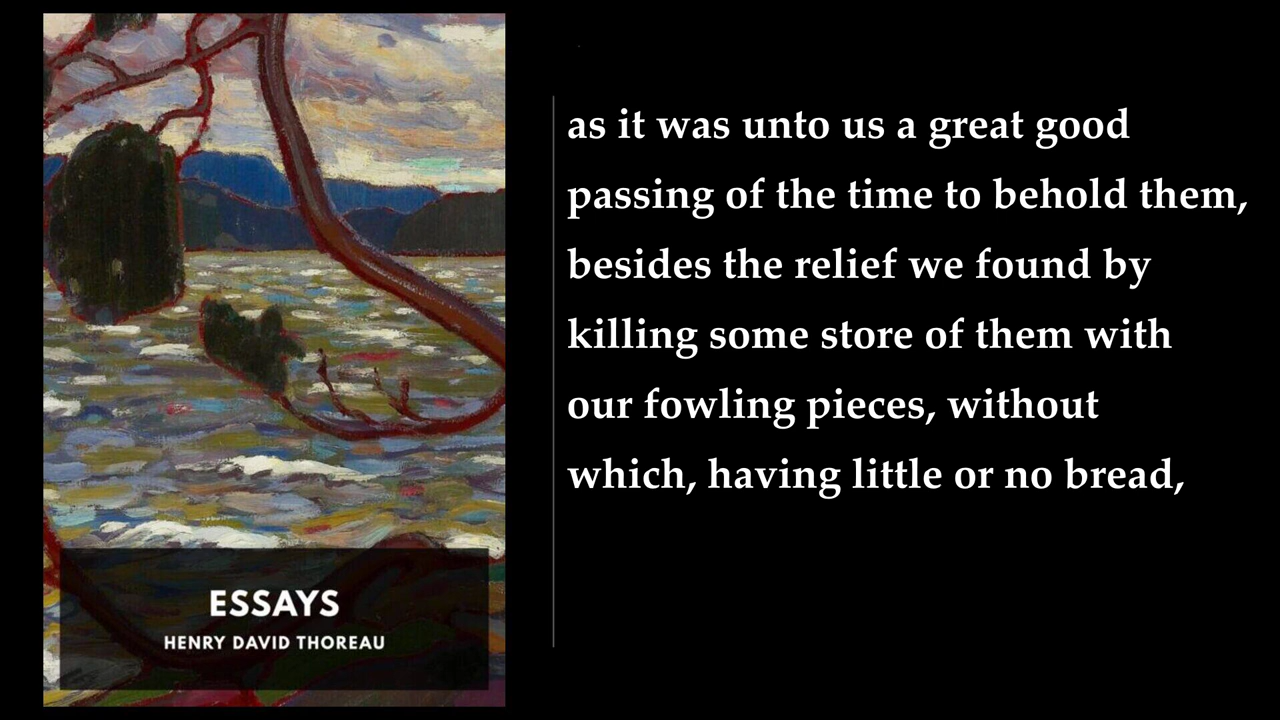 ESSAYS
HENRY DAVID THOREAU
as it was unto us a great good
passing of the time to behold them,
besides the relief we found by
killing some store of them with
our fowling pieces, without
which, having little or no bread,